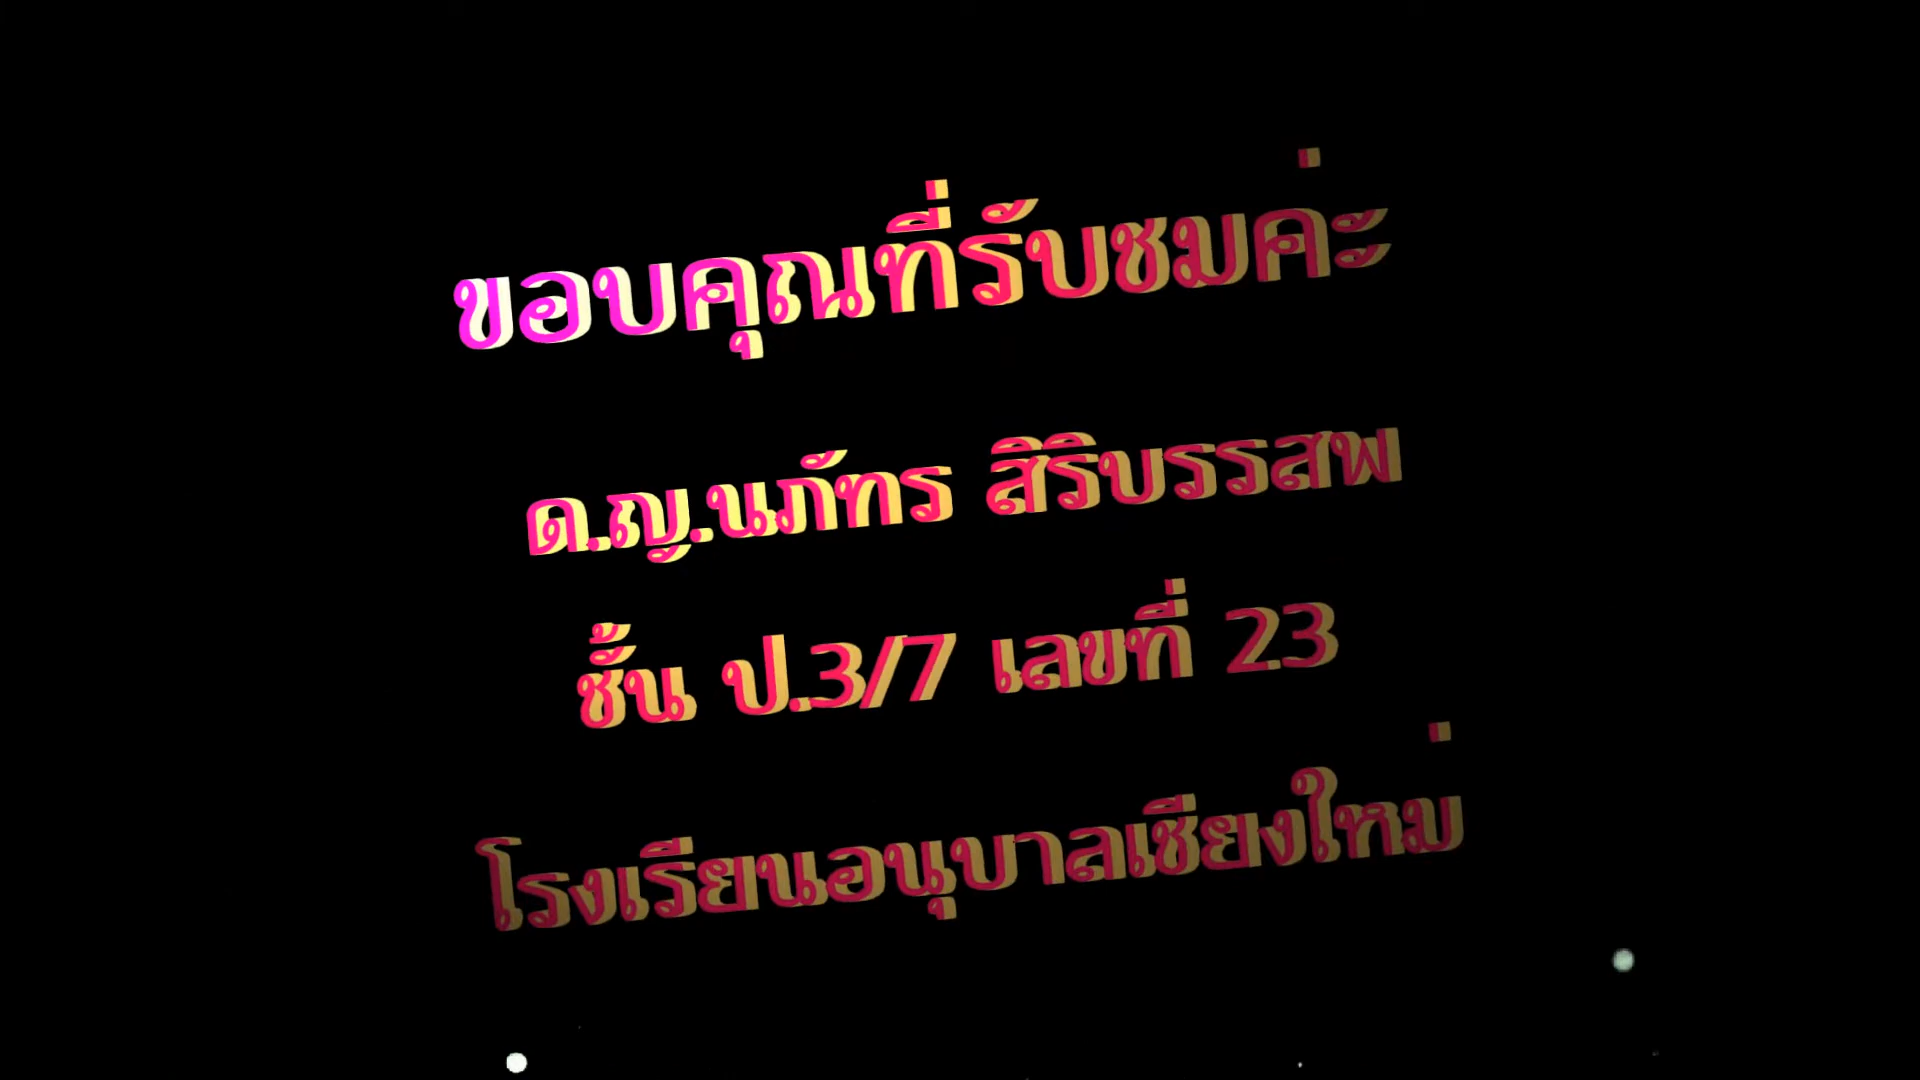 ขอบคุณที่รับชมค่ะ
ด.ญ.นภัทร สิริบรรสพ
ชั้น ป.3/7 เลขที่ 23
โรงเรียนอนุบาลเชียงใหม่